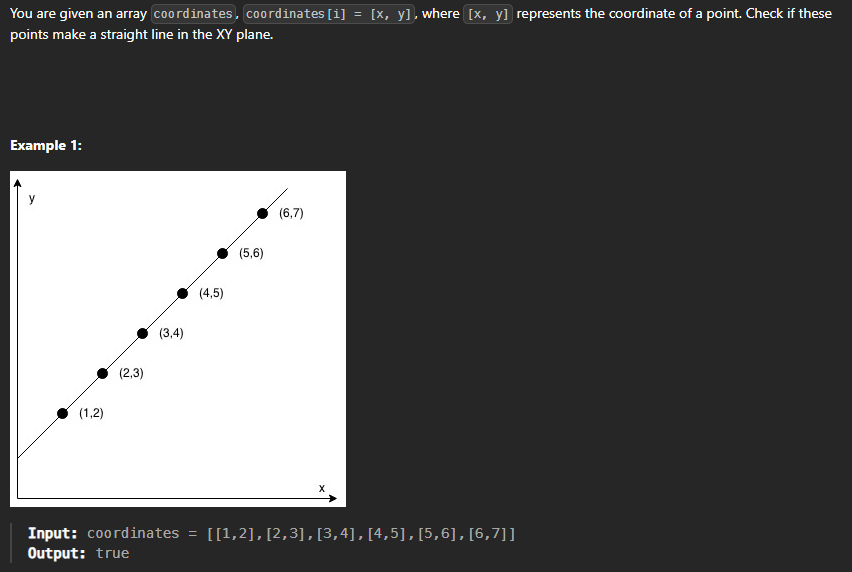 You are given an array coordinates, coordinates[i] = [x, y], where [x, y] represents the coordinate of a point. Check if these
points make a straight line in the XY plane.
Example 1:
y
(6,7)
(5,6)
(4,5)
(3,4)
(2,3)
(1,2)
x
Input: coordinates = [[1,2],[2,3],[3,4],[4,5],[5,6],[6,7]]
Output: true